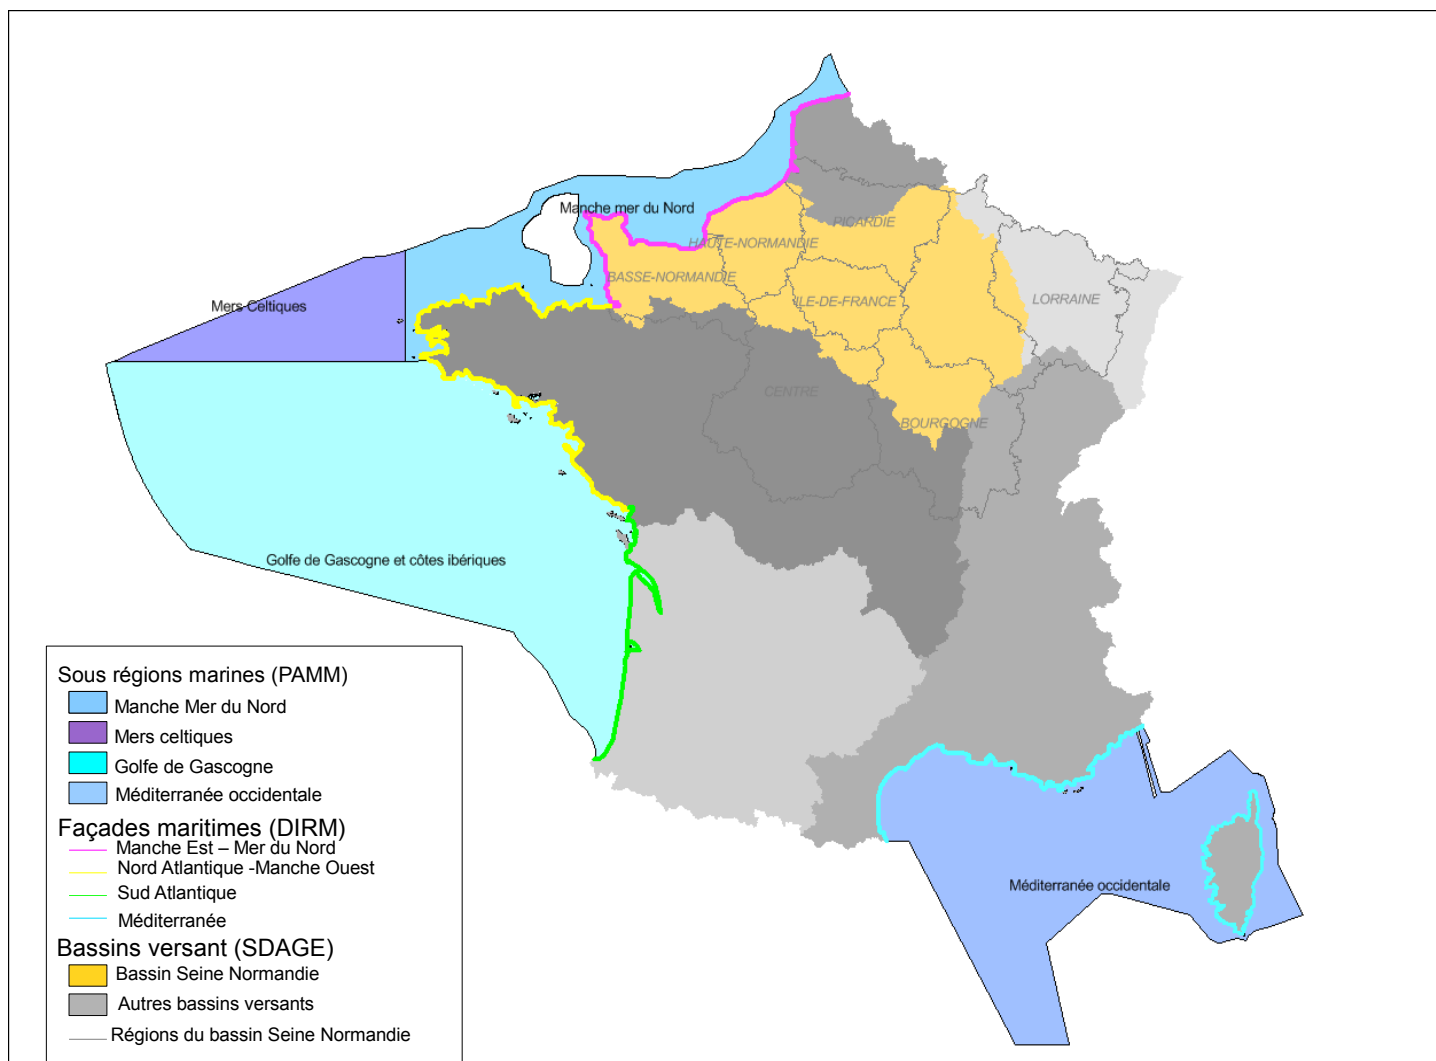 Manche mer du Nord
PICARDIE
HAUTE-NORMANDIE
BASSE-NORMANDIE
ILE-DE-FRANCE
LORRAINE
Mers Celtiques
CENTRE
BOURGOGNE
Golfe de Gascogne et côtes ibériques
Méditerranée occidentale
Sous régions marines (PAMM)
Manche Mer du Nord
Mers celtiques
Golfe de Gascogne
Méditerranée occidentale
Façades maritimes (DIRM)
Manche Est – Mer du Nord
Nord Atlantique -Manche Ouest
Sud Atlantique
Méditerranée
Bassins versant (SDAGE)
Bassin Seine Normandie
Autres bassins versants
Régions du bassin Seine Normandie